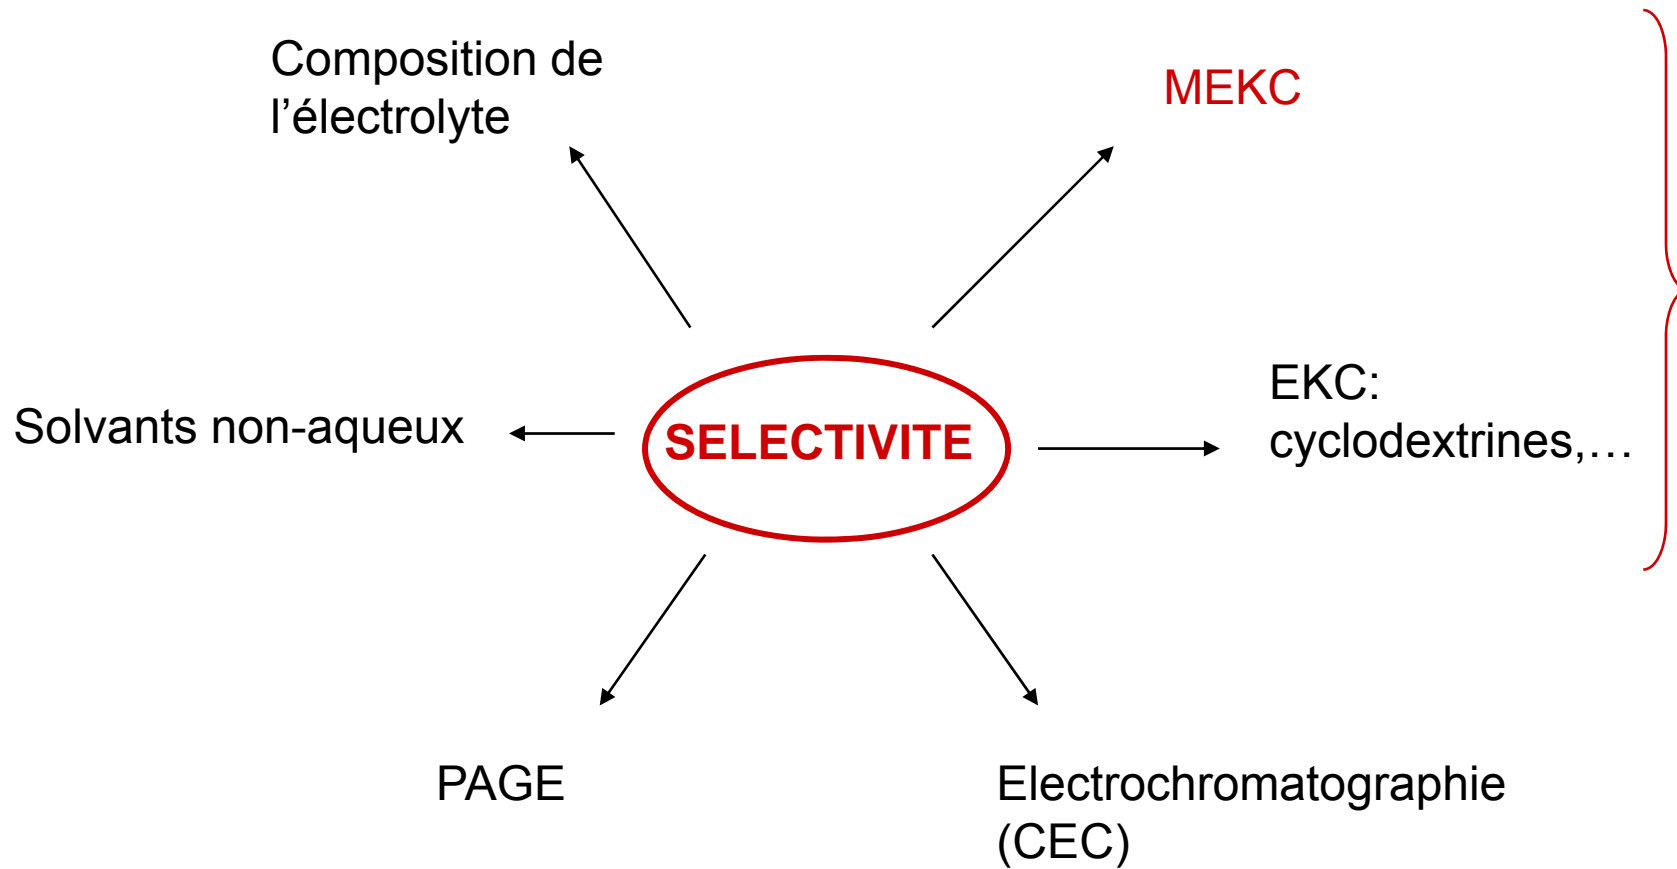 Composition de
l’électrolyte
MEKC
EKC:
cyclodextrines,…
Solvants non-aqueux
SELECTIVITE
PAGE
Electrochromatographie
(CEC)